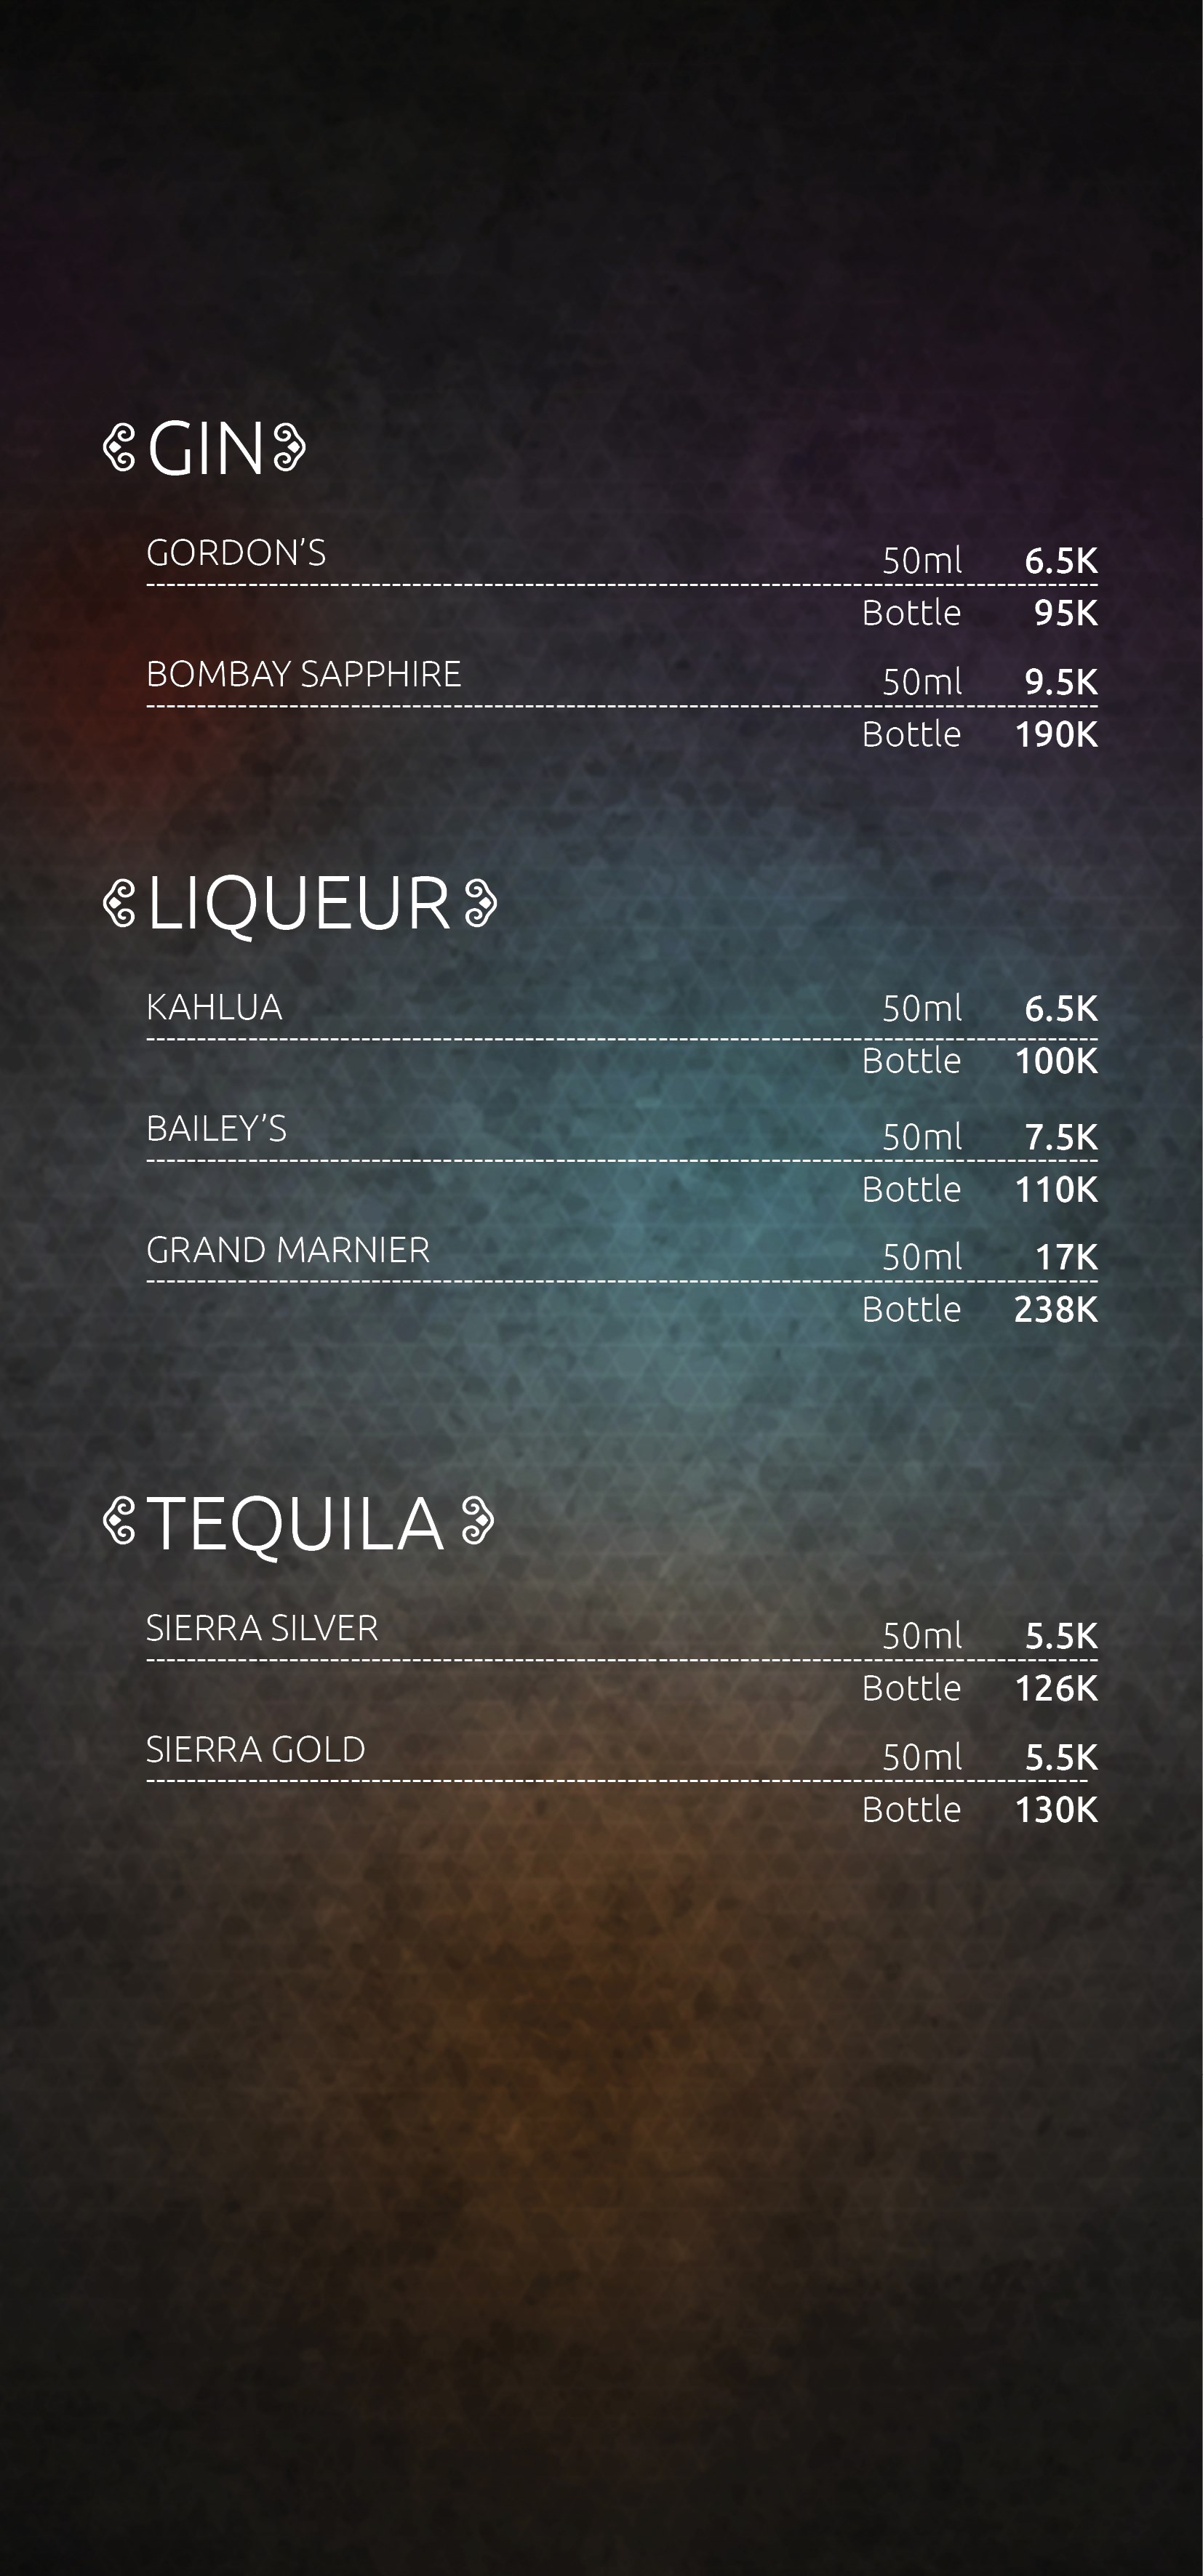 GIN
GORDON’S 50ml 6.5K
Bottle 95K
BOMBAY SAPPHIRE 50ml 9.5K
Bottle 190K
LIQUEUR
KAHLUA 50ml 6.5K
Bottle 100K
BAILEY’S 50ml 7.5K
Bottle 110K
GRAND MARNIER 50ml 17K
Bottle 238K
TEQUILA
SIERRA SILVER 50ml 5.5K
Bottle 126K
SIERRA GOLD 50ml 5.5K
Bottle 130K